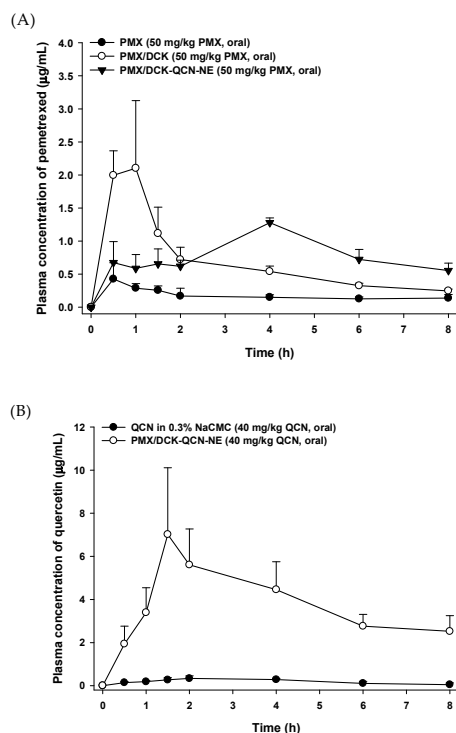 (A)
PMX (50 mg/kg PMX, oral)
PMX/DCK (50 mg/kg PMX, oral)
PMX/DCK-QCN-NE (50 mg/kg PMX, oral)
Plasma concentration of pemetrexed (μg/mL)
4.0
3.5
3.0
2.5
2.0
1.5
1.0
0.5
0.0
0 1 2 3 4 5 6 7 8
Time (h)
(B)
QCN in 0.3% NaCMC (40 mg/kg QCN, oral)
PMX/DCK-QCN-NE (40 mg/kg QCN, oral)
Plasma concentration of quercetin (μg/mL)
12
10
8
6
4
2
0
0 1 2 3 4 5 6 7 8
Time (h)